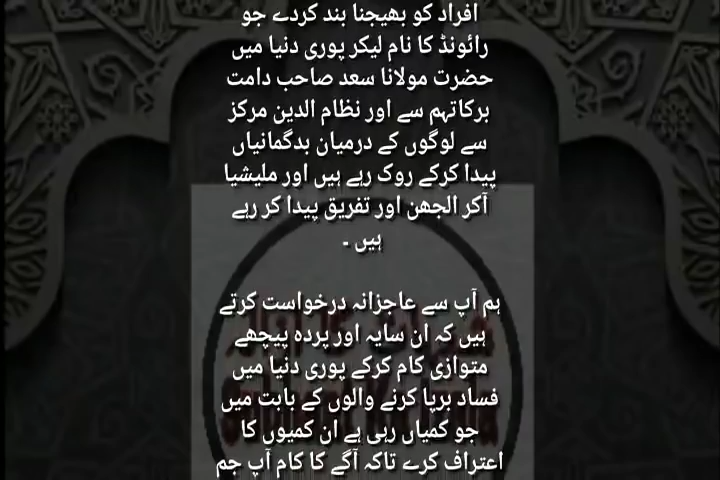 افراد کو بھیجنا بند کردے جو
رائونڈ کا نام لیکر پوری دنیا میں
حضرت مولانا سعد صاحب دامت
برکاتہم سے اور نظام الدین مرکز
سے لوگوں کے درمیان بدگمانیاں
پیدا کرکے روک رہے ہیں اور ملیشیا
آکر الجھن اور تفریق پیدا کر رہے
ہیں ۔
ہم آپ سے عاجزانہ درخواست کرتے
ہیں کہ ان سایہ اور پردہ پیچھے
متوازی کام کرکے پوری دنیا میں
فساد برپا کرنے والوں کے بابت میں
جو کمیاں رہی ہے ان کمیوں کا
اعتراف کرے تاکہ آگے کا کام آپ جم